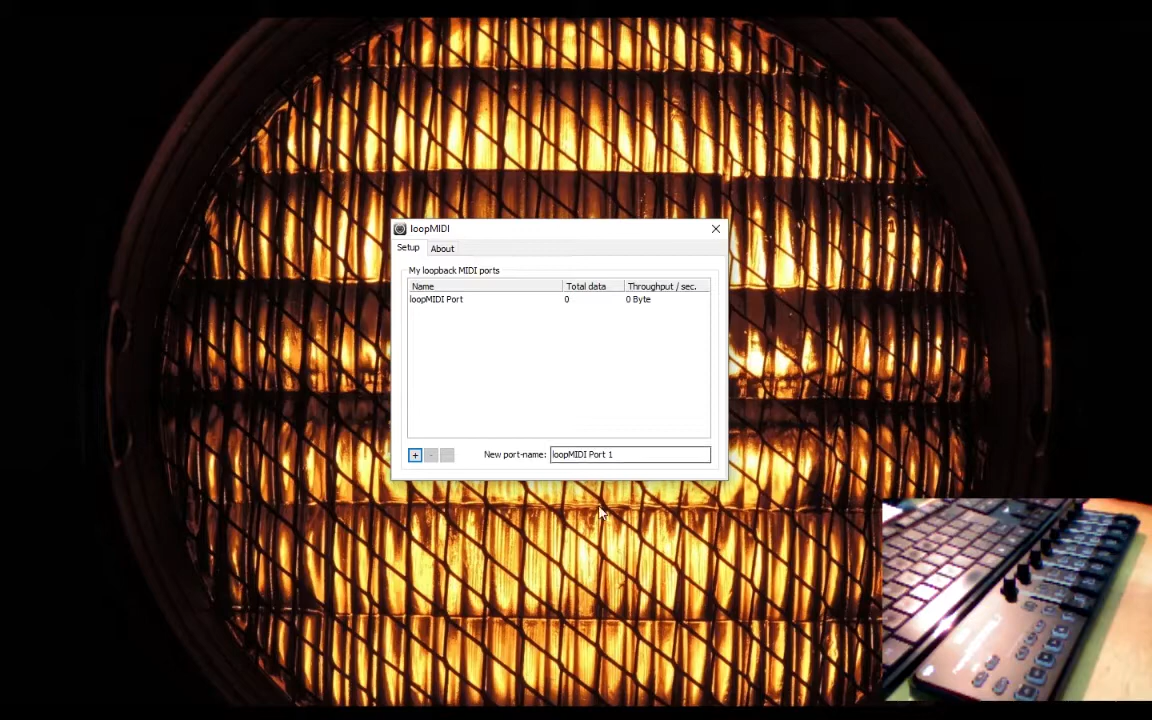 loopMIDI
Setup About
My loopback MIDI ports
Name Total data Throughput / sec.
loopMIDI Port 0 0 Byte
+ - New port-name: loopMIDI Port 1